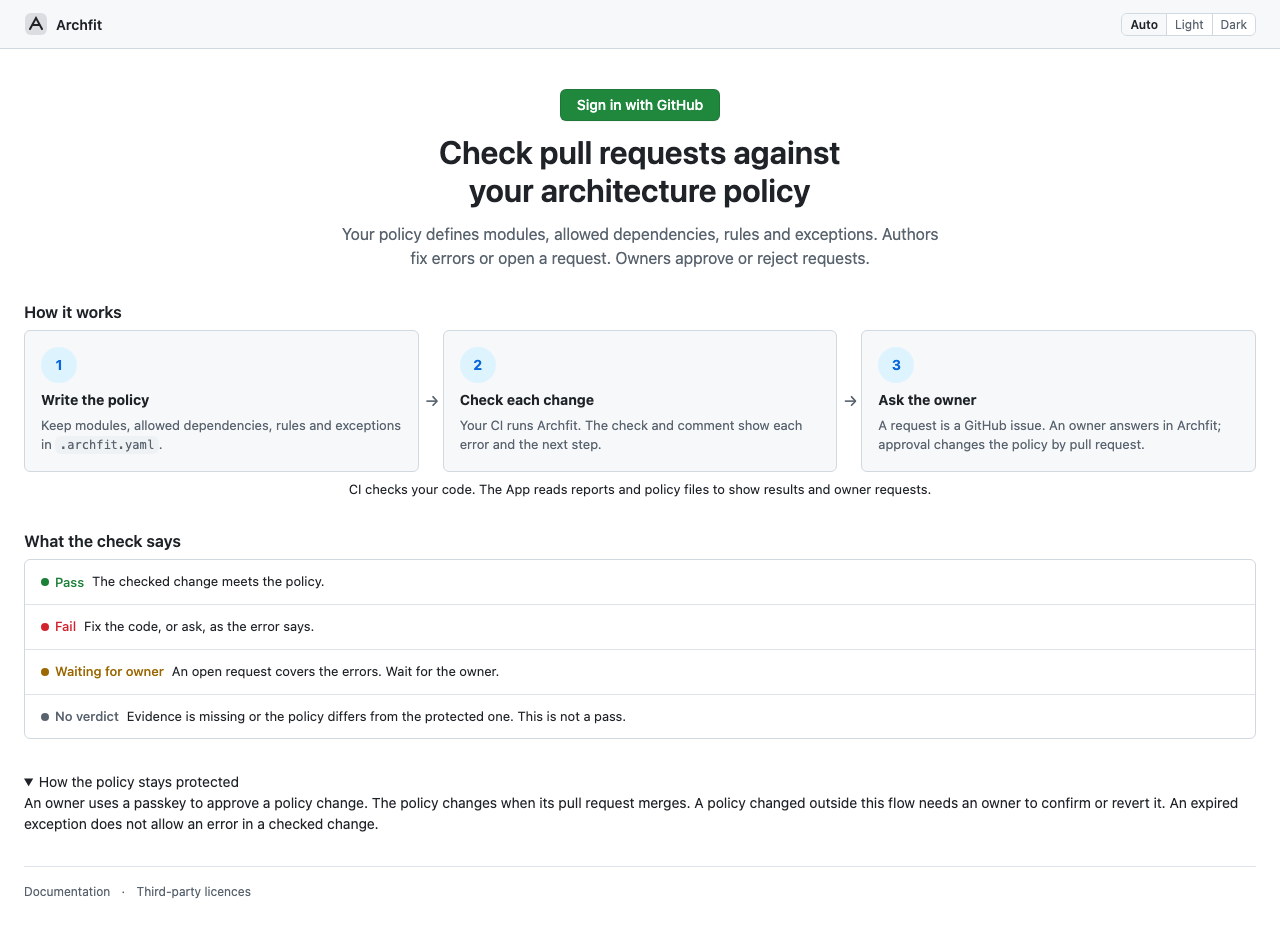 Archfit
Auto Light Dark
Sign in with GitHub
Check pull requests against
your architecture policy
Your policy defines modules, allowed dependencies, rules and exceptions. Authors
fix errors or open a request. Owners approve or reject requests.
How it works
1
Write the policy
Keep modules, allowed dependencies, rules and exceptions
in .archfit.yaml.
→
2
Check each change
Your CI runs Archfit. The check and comment show each
error and the next step.
→
3
Ask the owner
A request is a GitHub issue. An owner answers in Archfit;
approval changes the policy by pull request.
CI checks your code. The App reads reports and policy files to show results and owner requests.
What the check says
Pass The checked change meets the policy.
Fail Fix the code, or ask, as the error says.
Waiting for owner An open request covers the errors. Wait for the owner.
No verdict Evidence is missing or the policy differs from the protected one. This is not a pass.
▼ How the policy stays protected
An owner uses a passkey to approve a policy change. The policy changes when its pull request merges. A policy changed outside this flow needs an owner to confirm or revert it. An expired
exception does not allow an error in a checked change.
Documentation · Third-party licences